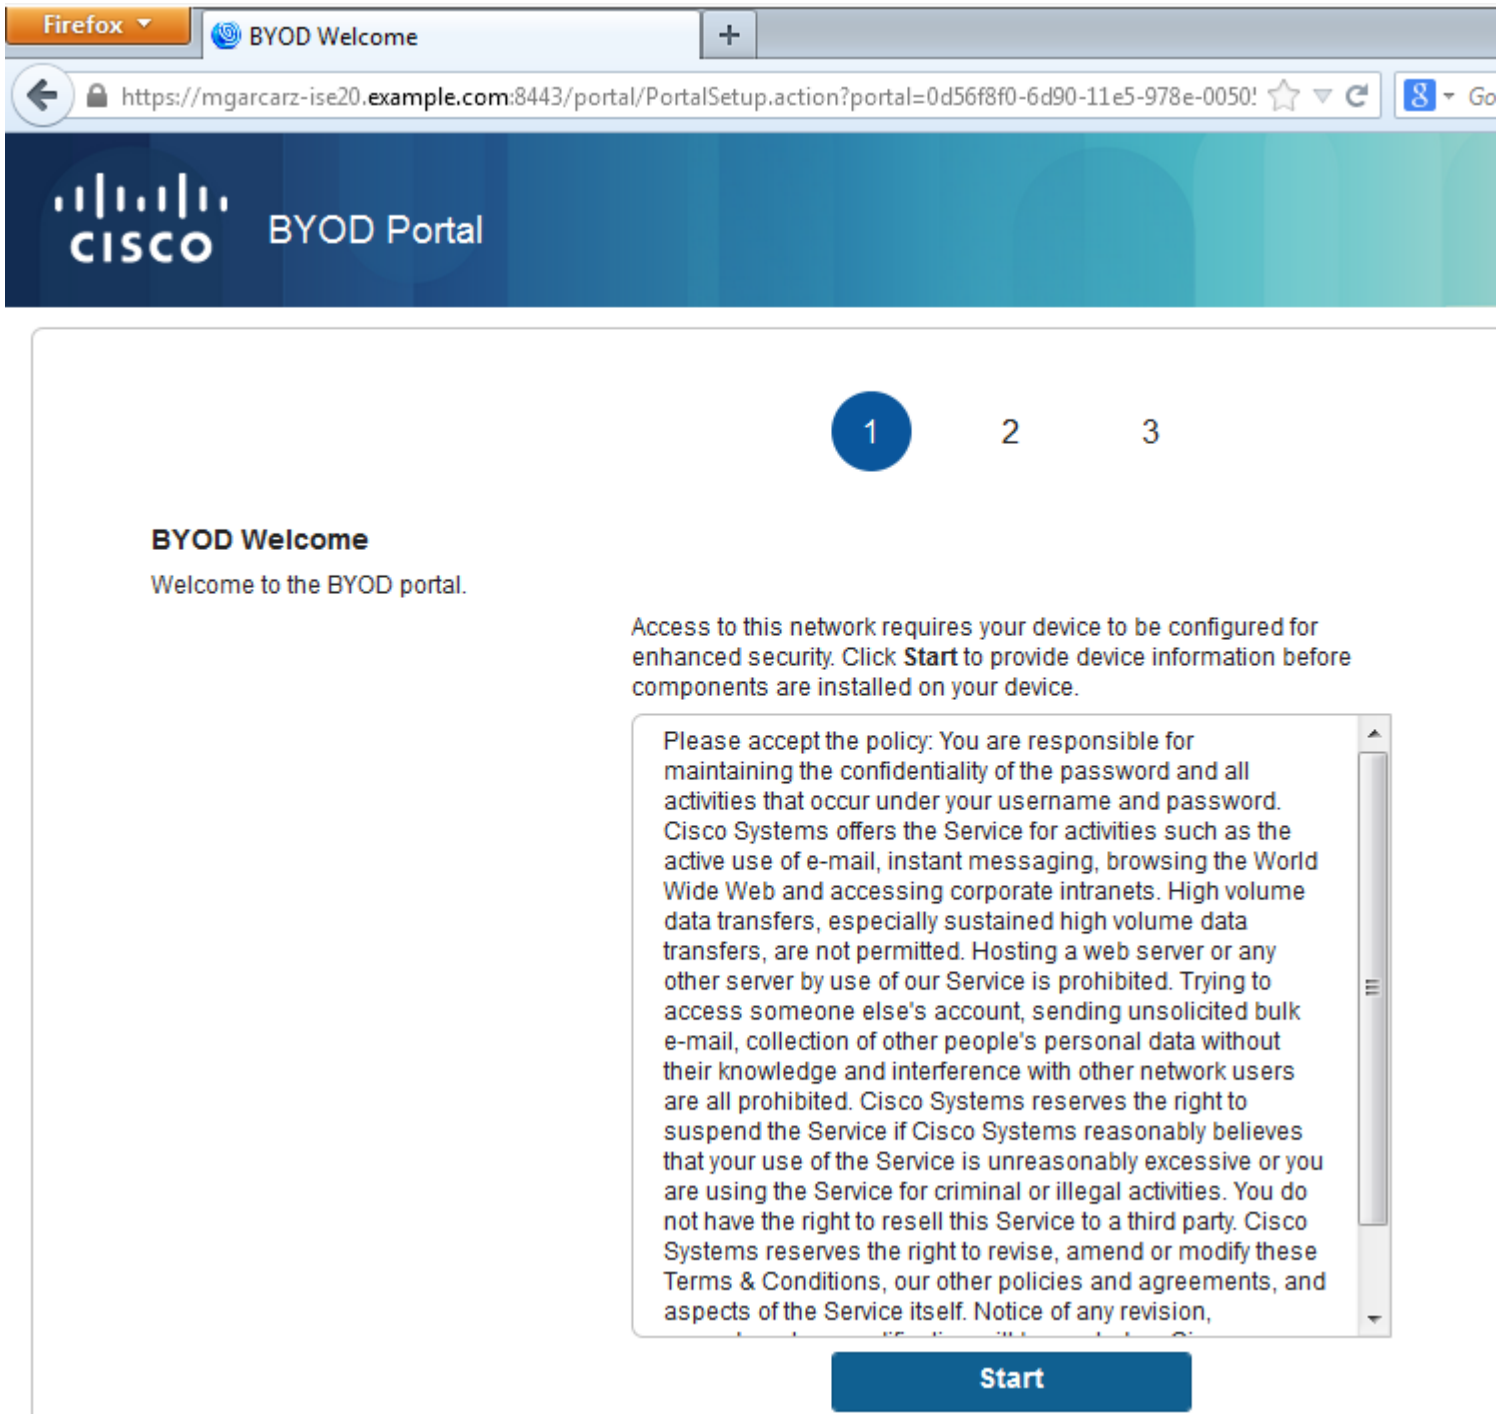 Firefox
BYOD Welcome
https://mgarcarz-ise20.example.com:8443/portal/PortalSetup.action?portal=0d56f8f0-6d90-11e5-978e-0050
8 Go
CISCO
BYOD Portal
1 2 3
BYOD Welcome
Welcome to the BYOD portal.
Access to this network requires your device to be configured for
enhanced security. Click Start to provide device information before
components are installed on your device.
Please accept the policy: You are responsible for
maintaining the confidentiality of the password and all
activities that occur under your username and password.
Cisco Systems offers the Service for activities such as the
active use of e-mail, instant messaging, browsing the World
Wide Web and accessing corporate intranets. High volume
data transfers, especially sustained high volume data
transfers, are not permitted. Hosting a web server or any
other server by use of our Service is prohibited. Trying to
access someone else's account, sending unsolicited bulk
e-mail, collection of other people's personal data without
their knowledge and interference with other network users
are all prohibited. Cisco Systems reserves the right to
suspend the Service if Cisco Systems reasonably believes
that your use of the Service is unreasonably excessive or you
are using the Service for criminal or illegal activities. You do
not have the right to resell this Service to a third party. Cisco
Systems reserves the right to revise, amend or modify these
Terms & Conditions, our other policies and agreements, and
aspects of the Service itself. Notice of any revision,
Start